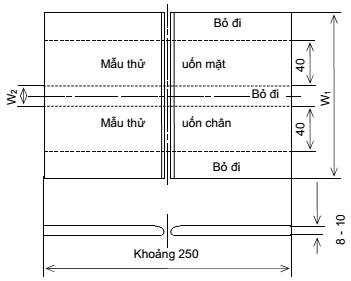 Bỏ đi
Mẫu thử uốn mặt
40
W₂
Bỏ đi
W₁
Mẫu thử uốn chân
40
Bỏ đi
8 - 10
Khoảng 250